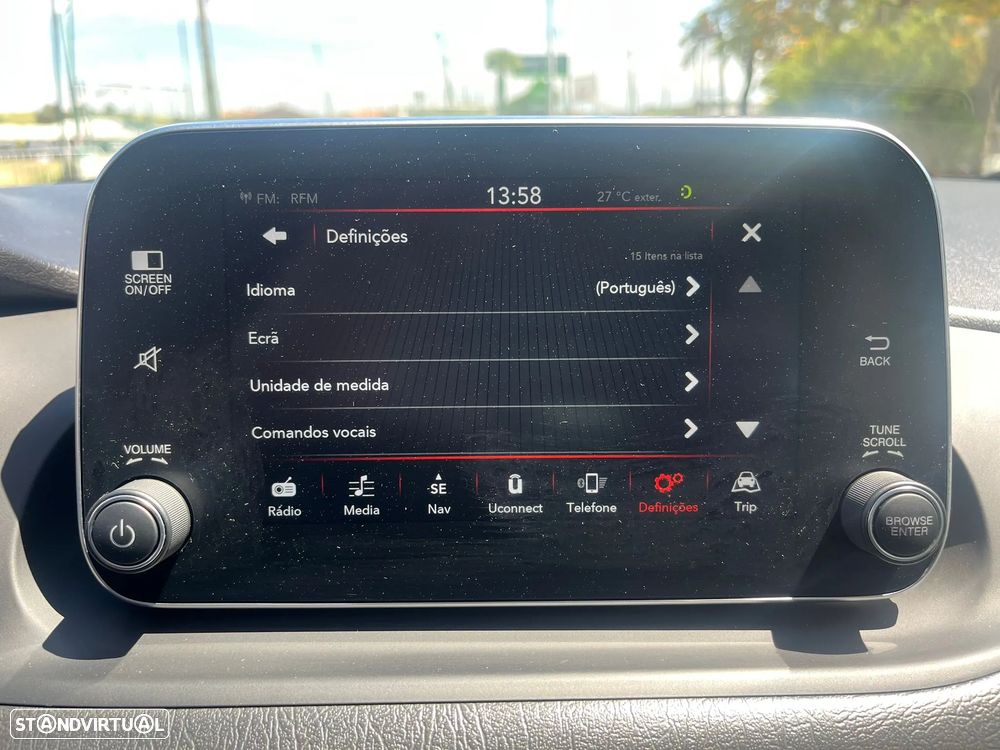 FM: RFM
13:58
27 °C exter.
Definições
15 Itens na lista
Idioma
(Português)
Ecrã
Unidade de medida
Comandos vocais
SCREEN
ON/OFF
VOLUME
BACK
TUNE
SCROLL
BROWSE
ENTER
SE
Rádio
Media
Nav
Uconnect
Telefone
Definições
Trip
STANDVIRTUAL